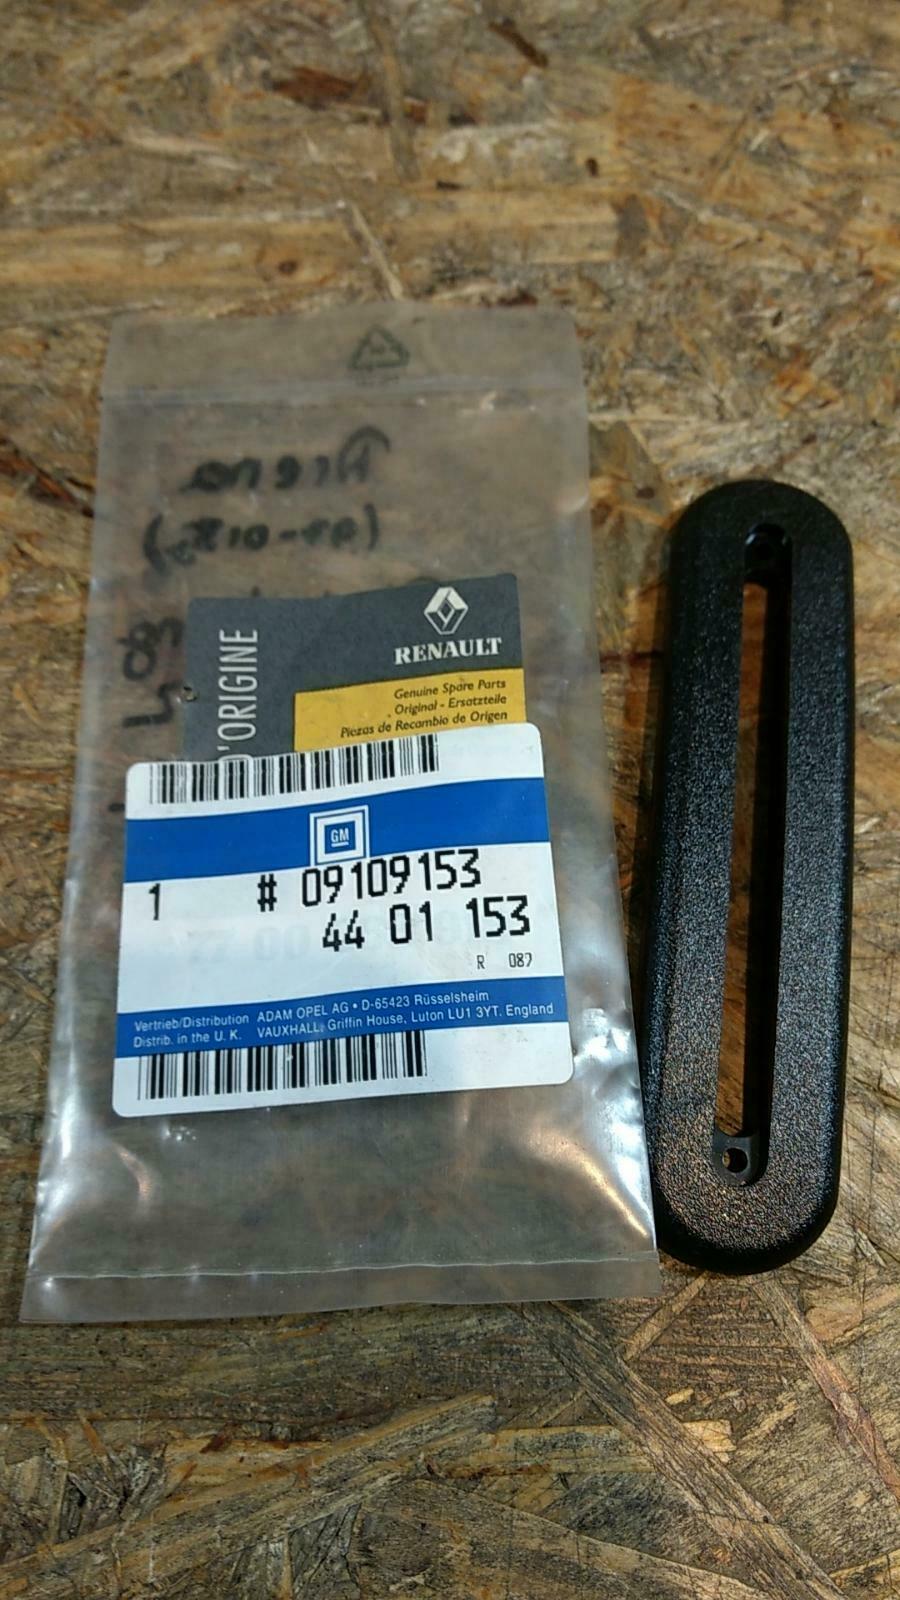 Arena
RENAULT
D'ORIGINE
Genuine Spare Parts
Original - Ersatzteile
Piezas de Recambio de Origen
GM
1 # 09109153
44 01 153
R 087
Vertrieb/Distribution ADAM OPEL AG • D-65423 Rüsselsheim
Distrib. in the U. K. VAUXHALL, Griffin House, Luton LU1 3YT. England